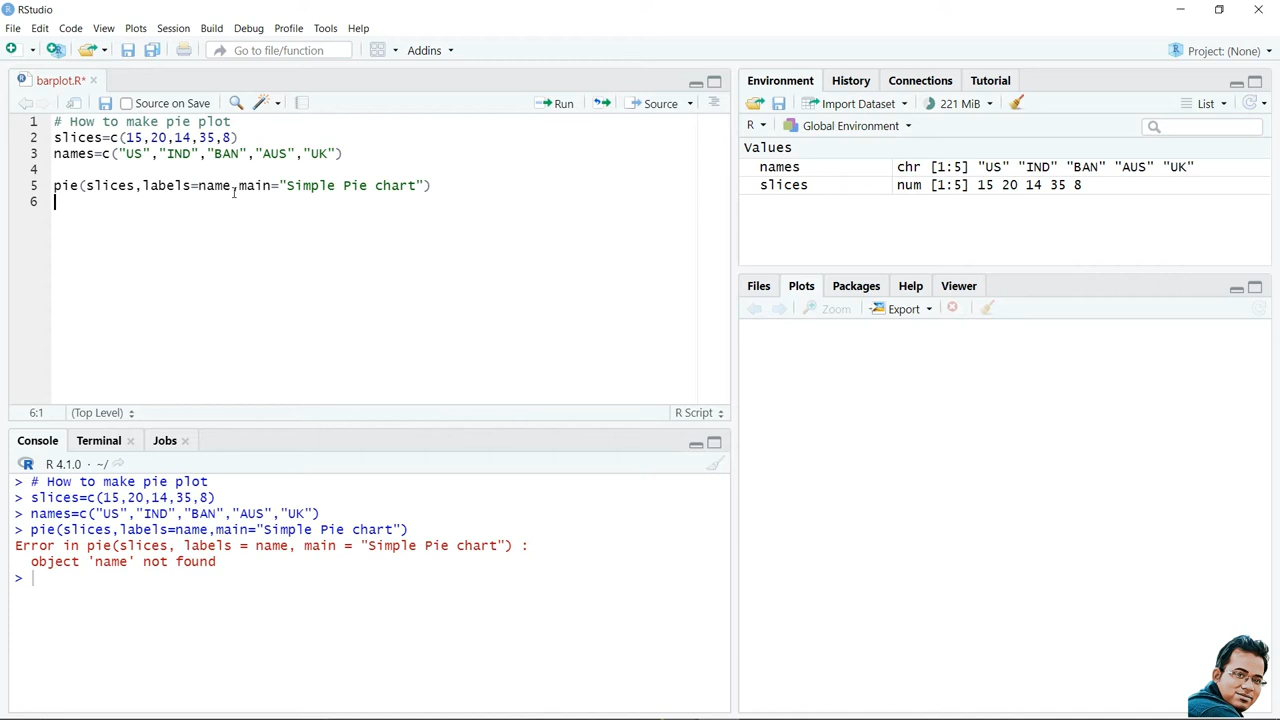 RStudio
File Edit Code View Plots Session Build Debug Profile Tools Help
Go to file/function Addins Project: (None)
barplot.R*
Source on Save Run Source
1 # How to make pie plot
2 slices=c(15,20,14,35,8)
3 names=c("US","IND","BAN","AUS","UK")
4
5 pie(slices,labels=name,main="Simple Pie chart")
6
6:1 (Top Level) R Script
Console Terminal Jobs
R 4.1.0 · ~/
> # How to make pie plot
> slices=c(15,20,14,35,8)
> names=c("US","IND","BAN","AUS","UK")
> pie(slices,labels=name,main="Simple Pie chart")
Error in pie(slices, labels = name, main = "Simple Pie chart") :
object 'name' not found
>
Environment History Connections Tutorial
Import Dataset 221 MiB List
R Global Environment
Values
names chr [1:5] "US" "IND" "BAN" "AUS" "UK"
slices num [1:5] 15 20 14 35 8
Files Plots Packages Help Viewer
Zoom Export